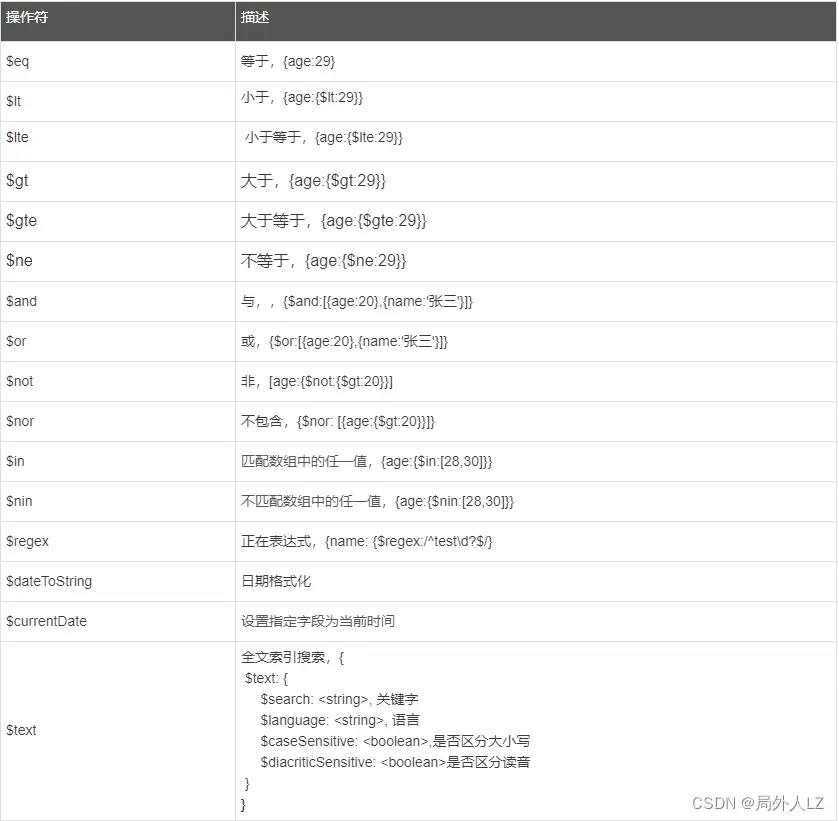 操作符 描述
$eq 等于，{age:29}
$lt 小于，{age:{$lt:29}}
$lte 小于等于，{age:{$lte:29}}
$gt 大于，{age:{$gt:29}}
$gte 大于等于，{age:{$gte:29}}
$ne 不等于，{age:{$ne:29}}
$and 与，，{$and:[{age:20},{name:'张三'}]}
$or 或，{$or:[{age:20},{name:'张三'}]}
$not 非，[age:{$not:{$gt:20}}]
$nor 不包含，{$nor: [{age:{$gt:20}}]}
$in 匹配数组中的任一值，{age:{$in:[28,30]}}
$nin 不匹配数组中的任一值，{age:{$nin:[28,30]}}
$regex 正在表达式，{name: {$regex:/^test\d?$/}
$dateToString 日期格式化
$currentDate 设置指定字段为当前时间
$text 全文索引搜索，{
$text: {
$search: <string>, 关键字
$language: <string>, 语言
$caseSensitive: <boolean>,是否区分大小写
$diacriticSensitive: <boolean>是否区分读音
}
}
CSDN @局外人LZ